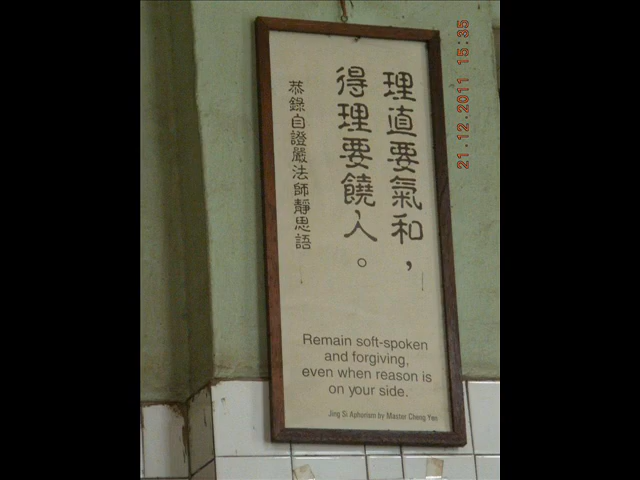 理直要氣和，
得理要饒人。
恭錄自證嚴法師靜思語
Remain soft-spoken
and forgiving,
even when reason is
on your side.
Jing Si Aphorism by Master Cheng Yen
21.12.2011 15:35